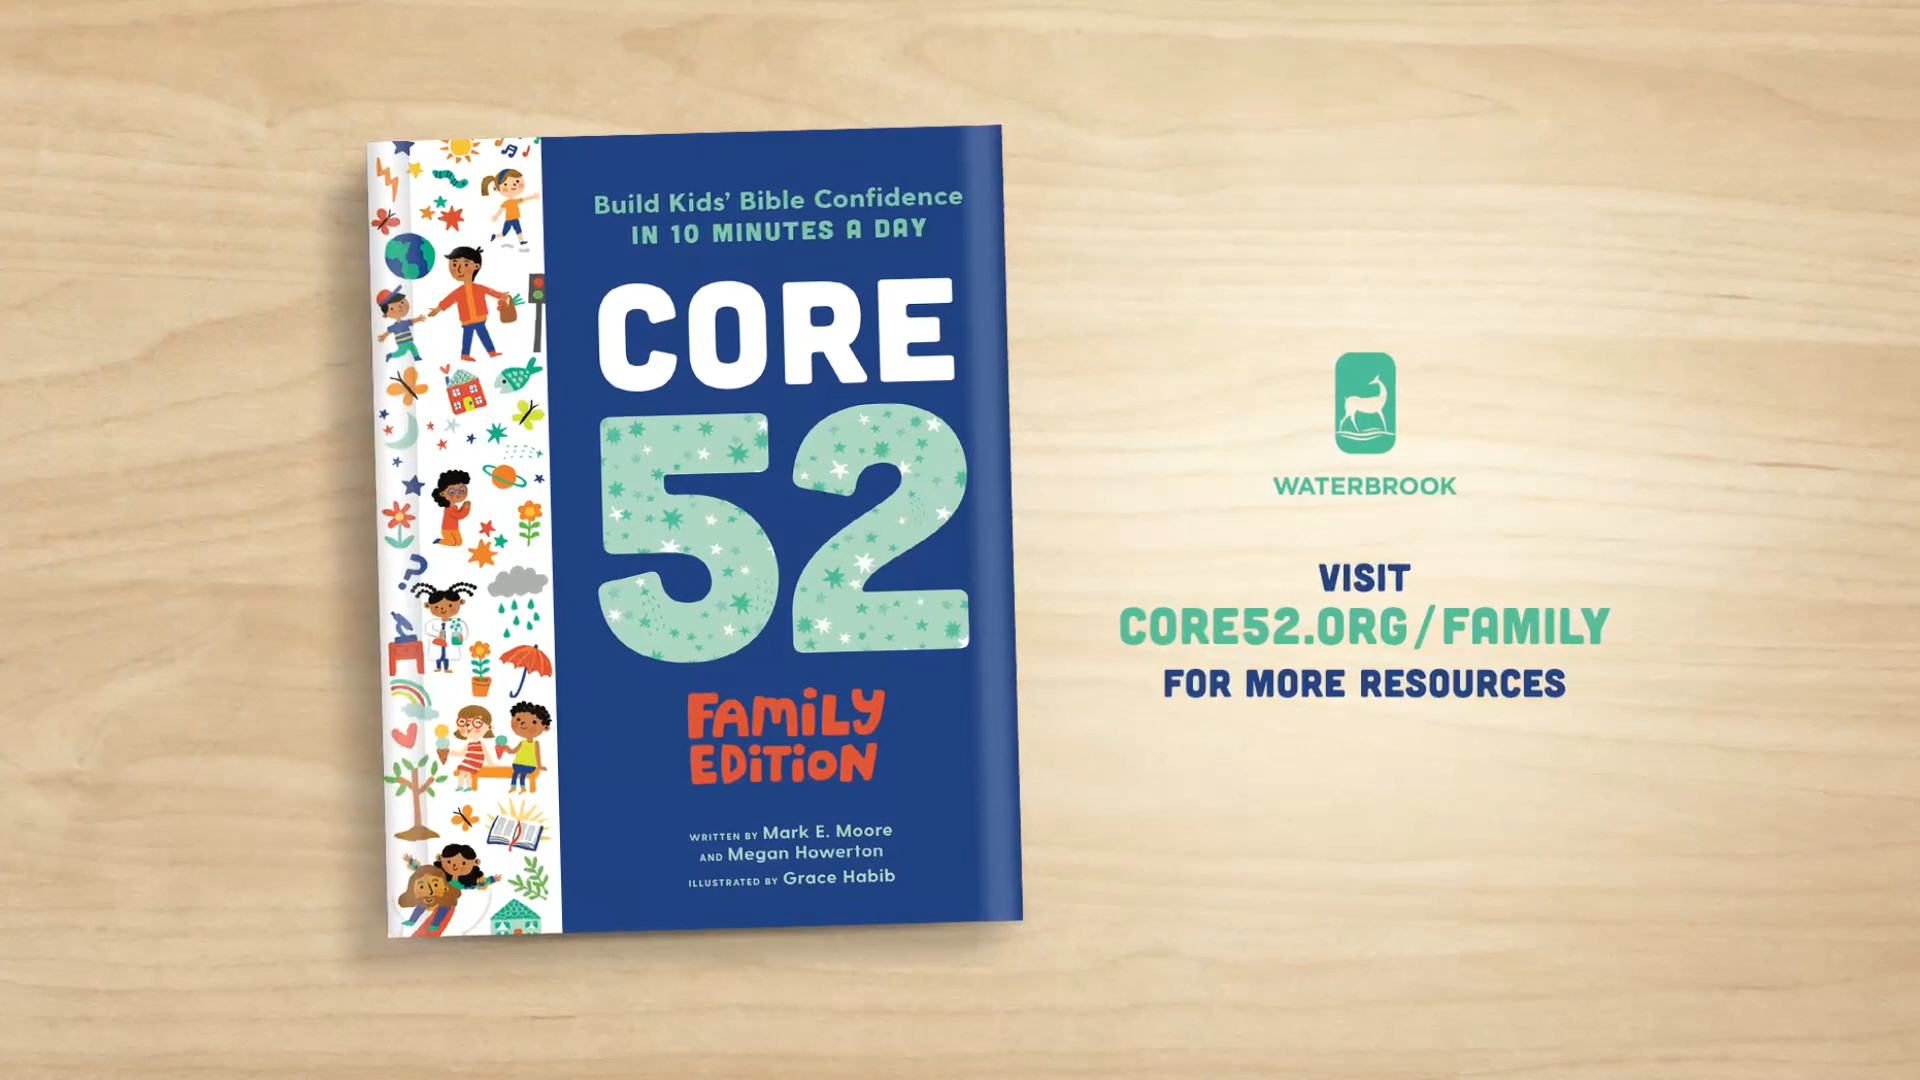 Build Kids' Bible Confidence
IN 10 MINUTES A DAY
CORE
52
FAMiLY
EDiTiON
WRITTEN BY Mark E. Moore
AND Megan Howerton
ILLUSTRATED BY Grace Habib
WATERBROOK
VISIT
CORE52.ORG/FAMILY
FOR MORE RESOURCES